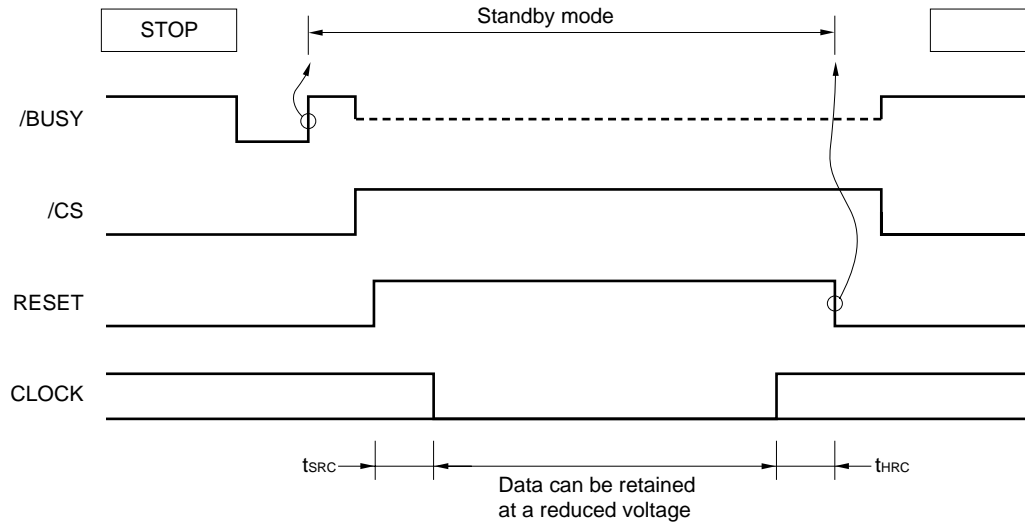 Standby mode
STOP
/BUSY
/CS
RESET
CLOCK
tSRC
tHRC
Data can be retained
at a reduced voltage